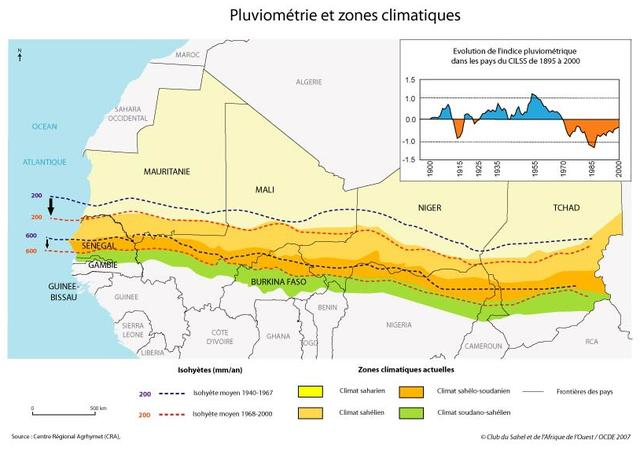 Pluviométrie et zones climatiques
N
MAROC
ALGERIE
SAHARA
OCCIDENTAL
OCEAN
ATLANTIQUE
Evolution de l'indice pluviométrique
dans les pays du CILSS de 1895 à 2000
1.5
1.0
0.0
-1.0
-1.5
1900
1915
1925
1935
1955
1970
1985
2000
MAURITANIE
MALI
NIGER
TCHAD
200
200
600
600
SENEGAL
GAMBIE
GUINEE-
BISSAU
BURKINA FASO
GUINEE
SIERRA
LEONE
LIBERIA
CÔTE
D'IVOIRE
GHANA
TOGO
BENIN
NIGERIA
CAMEROUN
RCA
Isohyètes (mm/an)
200 Isohyète moyen 1940-1967
200 Isohyète moyen 1968-2000
Zones climatiques actuelles
Climat saharien
Climat sahélien
Climat sahélo-soudanien
Climat soudano-sahélien
Frontières des pays
0 500 km
Source : Centre Régional Agrhymet (CRA),
© Club du Sahel et de l'Afrique de l'Ouest / OCDE 2007